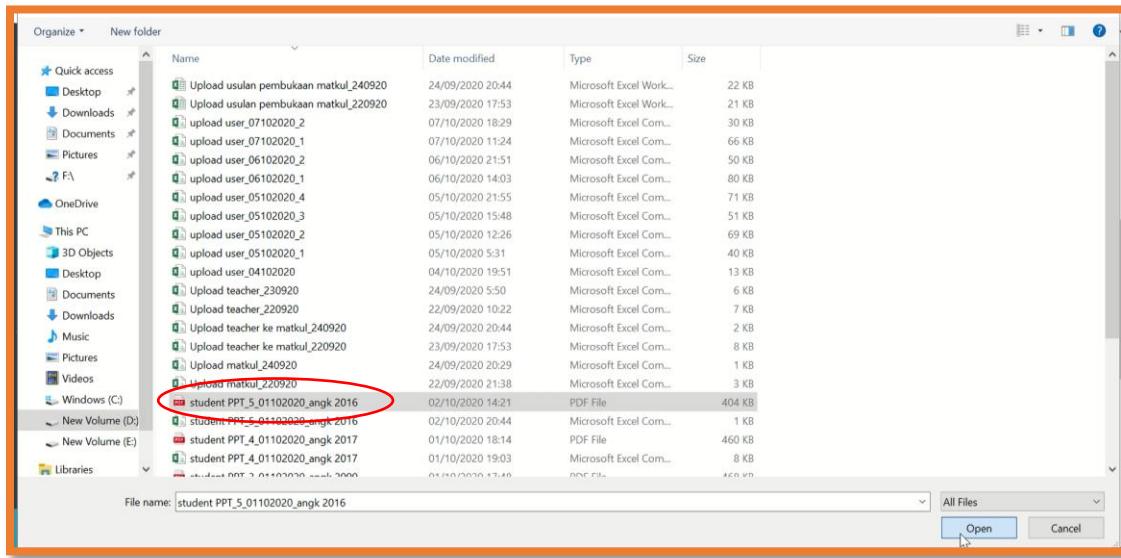 Organize New folder
Name Date modified Type Size
Quick access
Desktop
Downloads
Documents
Pictures
F:\
OneDrive
This PC
3D Objects
Desktop
Documents
Downloads
Music
Pictures
Videos
Windows (C:)
New Volume (D:)
New Volume (E:)
Libraries
Upload usulan pembukaan matkul_240920 24/09/2020 20:44 Microsoft Excel Work... 22 KB
Upload usulan pembukaan matkul_220920 23/09/2020 17:53 Microsoft Excel Work... 21 KB
upload user_07102020_2 07/10/2020 18:29 Microsoft Excel Com... 30 KB
upload user_07102020_1 07/10/2020 11:24 Microsoft Excel Com... 66 KB
upload user_06102020_2 06/10/2020 21:51 Microsoft Excel Com... 50 KB
upload user_06102020_1 06/10/2020 14:03 Microsoft Excel Com... 80 KB
upload user_05102020_4 05/10/2020 21:55 Microsoft Excel Com... 71 KB
upload user_05102020_3 05/10/2020 15:48 Microsoft Excel Com... 51 KB
upload user_05102020_2 05/10/2020 12:26 Microsoft Excel Com... 69 KB
upload user_05102020_1 05/10/2020 5:31 Microsoft Excel Com... 40 KB
upload user_04102020 04/10/2020 19:51 Microsoft Excel Com... 13 KB
Upload teacher_230920 24/09/2020 5:50 Microsoft Excel Com... 6 KB
Upload teacher_220920 22/09/2020 10:22 Microsoft Excel Com... 7 KB
Upload teacher ke matkul_240920 24/09/2020 20:44 Microsoft Excel Com... 2 KB
Upload teacher ke matkul_220920 23/09/2020 17:53 Microsoft Excel Com... 8 KB
Upload matkul_240920 24/09/2020 20:29 Microsoft Excel Com... 1 KB
Upload matkul_220920 22/09/2020 21:38 Microsoft Excel Com... 3 KB
student PPT_5_01102020_angk 2016 02/10/2020 14:21 PDF File 404 KB
student PPT_5_01102020_angk 2016 02/10/2020 20:44 Microsoft Excel Com... 1 KB
student PPT_4_01102020_angk 2017 01/10/2020 18:14 PDF File 460 KB
student PPT_4_01102020_angk 2017 01/10/2020 19:03 Microsoft Excel Com... 8 KB
File name: student PPT_5_01102020_angk 2016 All Files
Open Cancel